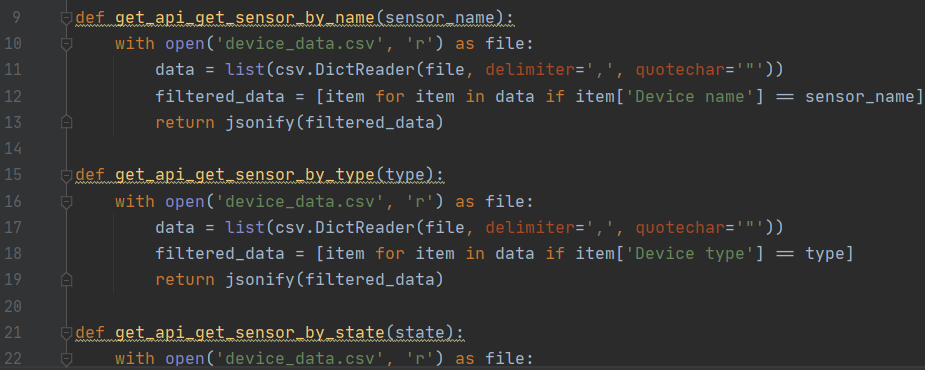 9 def get_api_get_sensor_by_name(sensor_name):
10 with open('device_data.csv', 'r') as file:
11 data = list(csv.DictReader(file, delimiter=',', quotechar='"'))
12 filtered_data = [item for item in data if item['Device name'] == sensor_name]
13 return jsonify(filtered_data)
14
15 def get_api_get_sensor_by_type(type):
16 with open('device_data.csv', 'r') as file:
17 data = list(csv.DictReader(file, delimiter=',', quotechar='"'))
18 filtered_data = [item for item in data if item['Device type'] == type]
19 return jsonify(filtered_data)
20
21 def get_api_get_sensor_by_state(state):
22 with open('device_data.csv', 'r') as file: